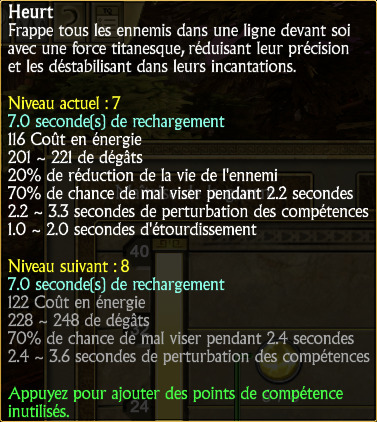 Heurt
Frappe tous les ennemis dans une ligne devant soi
avec une force titanesque, réduisant leur précision
et les déstabilisant dans leurs incantations.
Niveau actuel : 7
7.0 seconde(s) de rechargement
116 Coût en énergie
201 ~ 221 de dégâts
20% de réduction de la vie de l'ennemi
70% de chance de mal viser pendant 2.2 secondes
2.2 ~ 3.3 secondes de perturbation des compétences
1.0 ~ 2.0 secondes d'étourdissement
40
Niveau suivant : 8
7.0 seconde(s) de rechargement
122 Coût en énergie
228 ~ 248 de dégâts
70% de chance de mal viser pendant 2.4 secondes
2.4 ~ 3.6 secondes de perturbation des compétences
Appuyez pour ajouter des points de compétence
inutilisés.
24